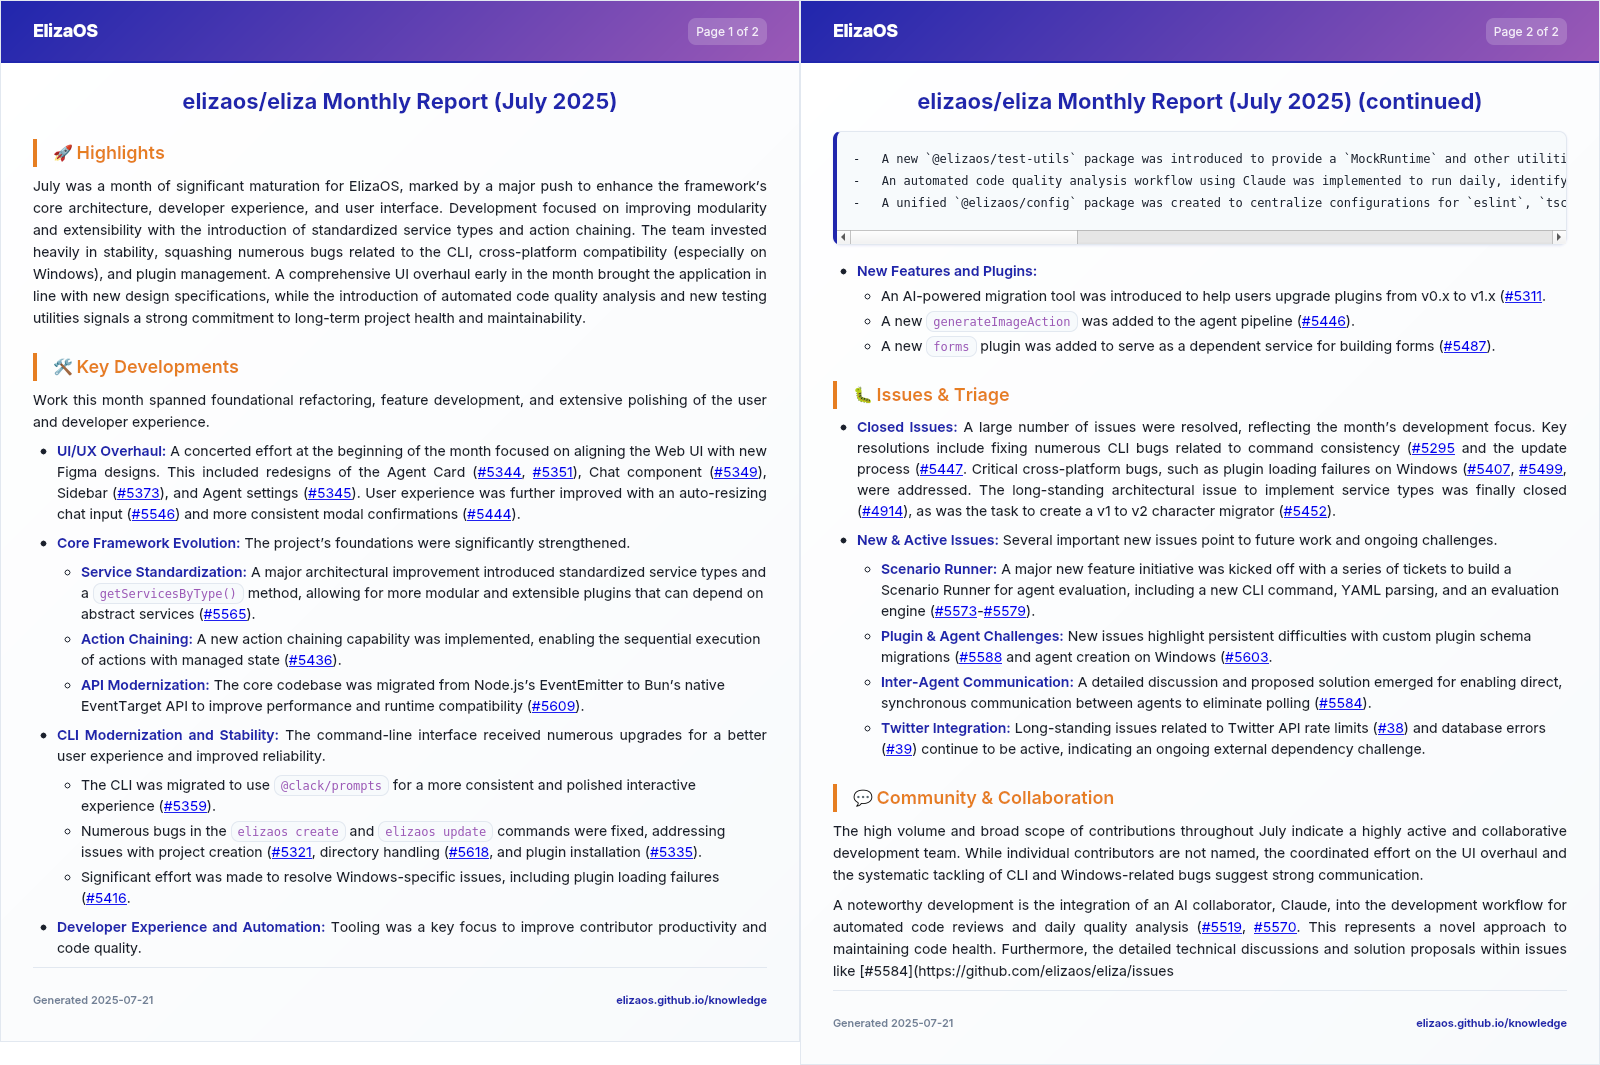 ElizaOS
Page 1 of 2
elizaos/eliza Monthly Report (July 2025)
🚀 Highlights
July was a month of significant maturation for ElizaOS, marked by a major push to enhance the framework's
core architecture, developer experience, and user interface. Development focused on improving modularity
and extensibility with the introduction of standardized service types and action chaining. The team invested
heavily in stability, squashing numerous bugs related to the CLI, cross-platform compatibility (especially on
Windows), and plugin management. A comprehensive UI overhaul early in the month brought the application in
line with new design specifications, while the introduction of automated code quality analysis and new testing
utilities signals a strong commitment to long-term project health and maintainability.
🛠️ Key Developments
Work this month spanned foundational refactoring, feature development, and extensive polishing of the user
and developer experience.
• UI/UX Overhaul: A concerted effort at the beginning of the month focused on aligning the Web UI with new
Figma designs. This included redesigns of the Agent Card (#5344, #5351), Chat component (#5349),
Sidebar (#5373), and Agent settings (#5345). User experience was further improved with an auto-resizing
chat input (#5546) and more consistent modal confirmations (#5444).
• Core Framework Evolution: The project's foundations were significantly strengthened.
◦ Service Standardization: A major architectural improvement introduced standardized service types and
a getServicesByType() method, allowing for more modular and extensible plugins that can depend on
abstract services (#5565).
◦ Action Chaining: A new action chaining capability was implemented, enabling the sequential execution
of actions with managed state (#5436).
◦ API Modernization: The core codebase was migrated from Node.js's EventEmitter to Bun's native
EventTarget API to improve performance and runtime compatibility (#5609).
• CLI Modernization and Stability: The command-line interface received numerous upgrades for a better
user experience and improved reliability.
◦ The CLI was migrated to use @clack/prompts for a more consistent and polished interactive
experience (#5359).
◦ Numerous bugs in the elizaos create and elizaos update commands were fixed, addressing
issues with project creation (#5321, directory handling (#5618, and plugin installation (#5335).
◦ Significant effort was made to resolve Windows-specific issues, including plugin loading failures
(#5416.
• Developer Experience and Automation: Tooling was a key focus to improve contributor productivity and
code quality.
Generated 2025-07-21
elizaos.github.io/knowledge
ElizaOS
Page 2 of 2
elizaos/eliza Monthly Report (July 2025) (continued)
- A new `@elizaos/test-utils` package was introduced to provide a `MockRuntime` and other utiliti
- An automated code quality analysis workflow using Claude was implemented to run daily, identify
- A unified `@elizaos/config` package was created to centralize configurations for `eslint`, `tsc
• New Features and Plugins:
◦ An AI-powered migration tool was introduced to help users upgrade plugins from v0.x to v1.x (#5311.
◦ A new generateImageAction was added to the agent pipeline (#5446).
◦ A new forms plugin was added to serve as a dependent service for building forms (#5487).
🐛 Issues & Triage
• Closed Issues: A large number of issues were resolved, reflecting the month's development focus. Key
resolutions include fixing numerous CLI bugs related to command consistency (#5295 and the update
process (#5447. Critical cross-platform bugs, such as plugin loading failures on Windows (#5407, #5499,
were addressed. The long-standing architectural issue to implement service types was finally closed
(#4914), as was the task to create a v1 to v2 character migrator (#5452).
• New & Active Issues: Several important new issues point to future work and ongoing challenges.
◦ Scenario Runner: A major new feature initiative was kicked off with a series of tickets to build a
Scenario Runner for agent evaluation, including a new CLI command, YAML parsing, and an evaluation
engine (#5573-#5579).
◦ Plugin & Agent Challenges: New issues highlight persistent difficulties with custom plugin schema
migrations (#5588 and agent creation on Windows (#5603.
◦ Inter-Agent Communication: A detailed discussion and proposed solution emerged for enabling direct,
synchronous communication between agents to eliminate polling (#5584).
◦ Twitter Integration: Long-standing issues related to Twitter API rate limits (#38) and database errors
(#39) continue to be active, indicating an ongoing external dependency challenge.
💬 Community & Collaboration
The high volume and broad scope of contributions throughout July indicate a highly active and collaborative
development team. While individual contributors are not named, the coordinated effort on the UI overhaul and
the systematic tackling of CLI and Windows-related bugs suggest strong communication.
A noteworthy development is the integration of an AI collaborator, Claude, into the development workflow for
automated code reviews and daily quality analysis (#5519, #5570. This represents a novel approach to
maintaining code health. Furthermore, the detailed technical discussions and solution proposals within issues
like [#5584](https://github.com/elizaos/eliza/issues
Generated 2025-07-21
elizaos.github.io/knowledge